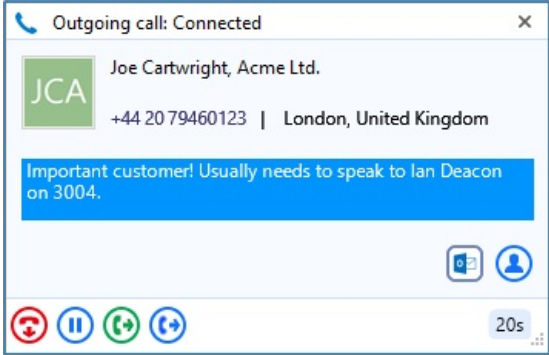 Outgoing call: Connected
JCA
Joe Cartwright, Acme Ltd.
+44 20 79460123 | London, United Kingdom
Important customer! Usually needs to speak to Ian Deacon
on 3004.
20s